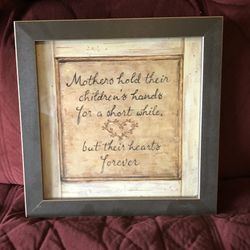 Mothers hold their
children's hands
for a short while,
but their hearts
forever